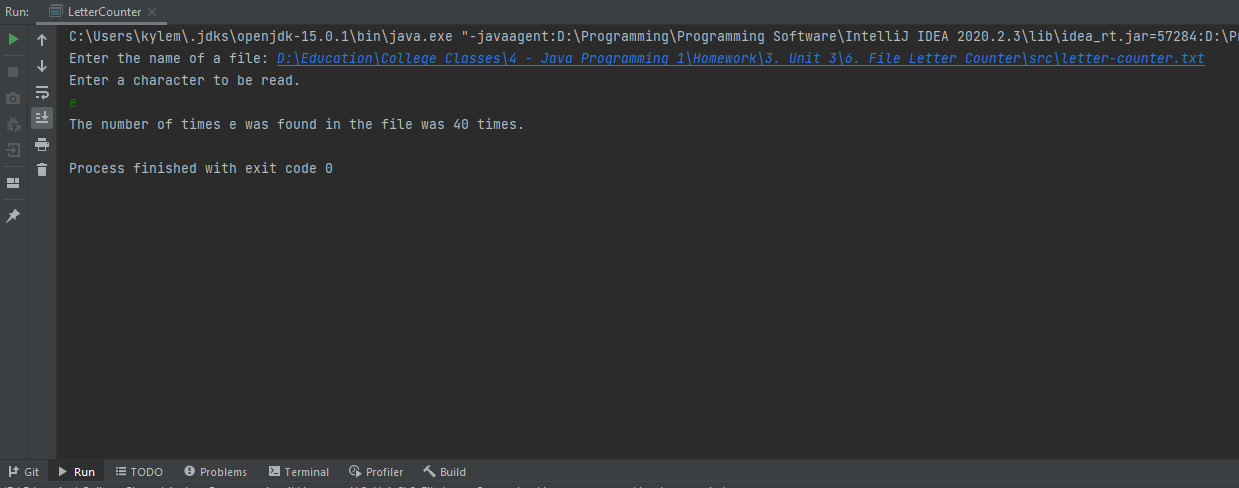 Run: LetterCounter
C:\Users\kylem\.jdks\openjdk-15.0.1\bin\java.exe "-javaagent:D:\Programming\Programming Software\IntelliJ IDEA 2020.2.3\lib\idea_rt.jar=57284:D:\P
Enter the name of a file: D:\Education\College Classes\4 - Java Programming 1\Homework\3. Unit 3\6. File Letter Counter\src\letter-counter.txt
Enter a character to be read.
e
The number of times e was found in the file was 40 times.
Process finished with exit code 0
Git Run TODO Problems Terminal Profiler Build